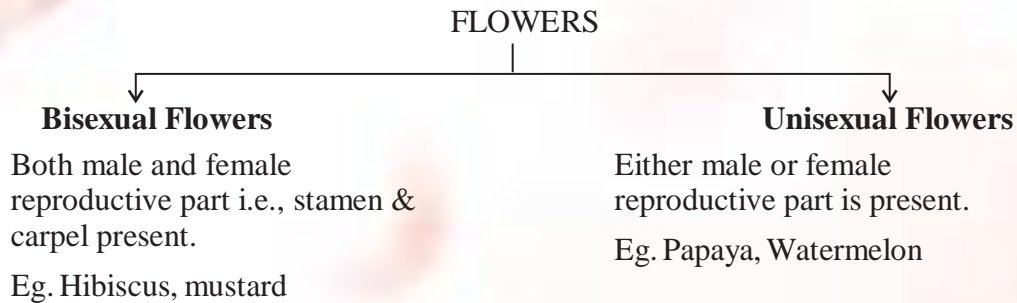 FLOWERS
Bisexual Flowers
Both male and female
reproductive part i.e., stamen &
carpel present.
Eg. Hibiscus, mustard
Unisexual Flowers
Either male or female
reproductive part is present.
Eg. Papaya, Watermelon